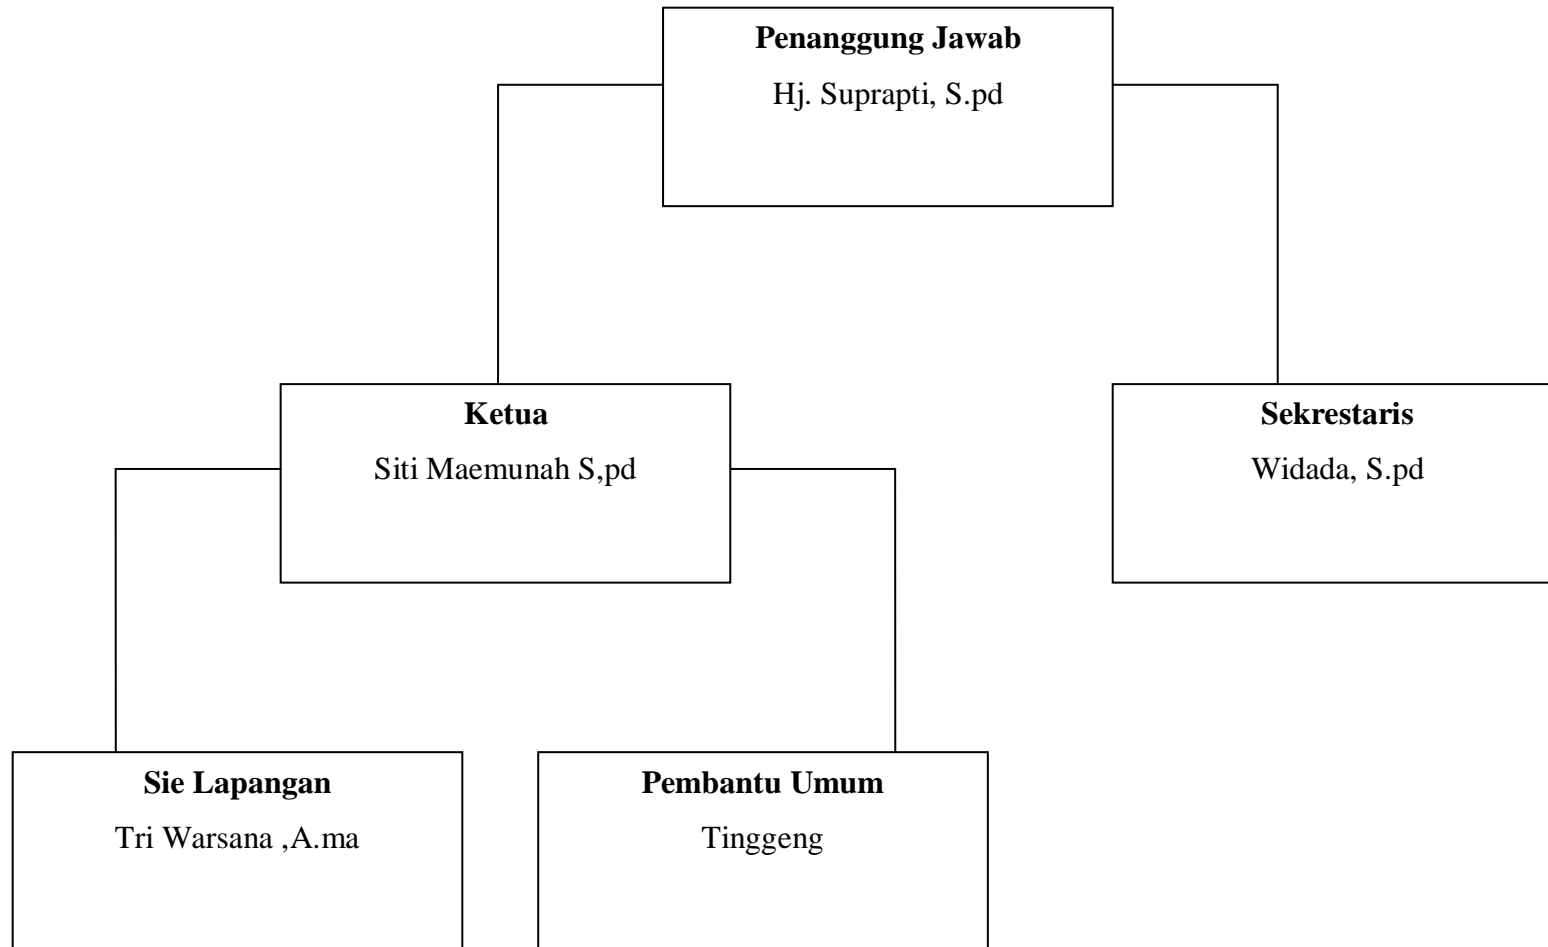 Penanggung Jawab
Hj. Suprapti, S.pd
Ketua
Siti Maemunah S,pd
Sekrestaris
Widada, S.pd
Sie Lapangan
Tri Warsana ,A.ma
Pembantu Umum
Tinggeng